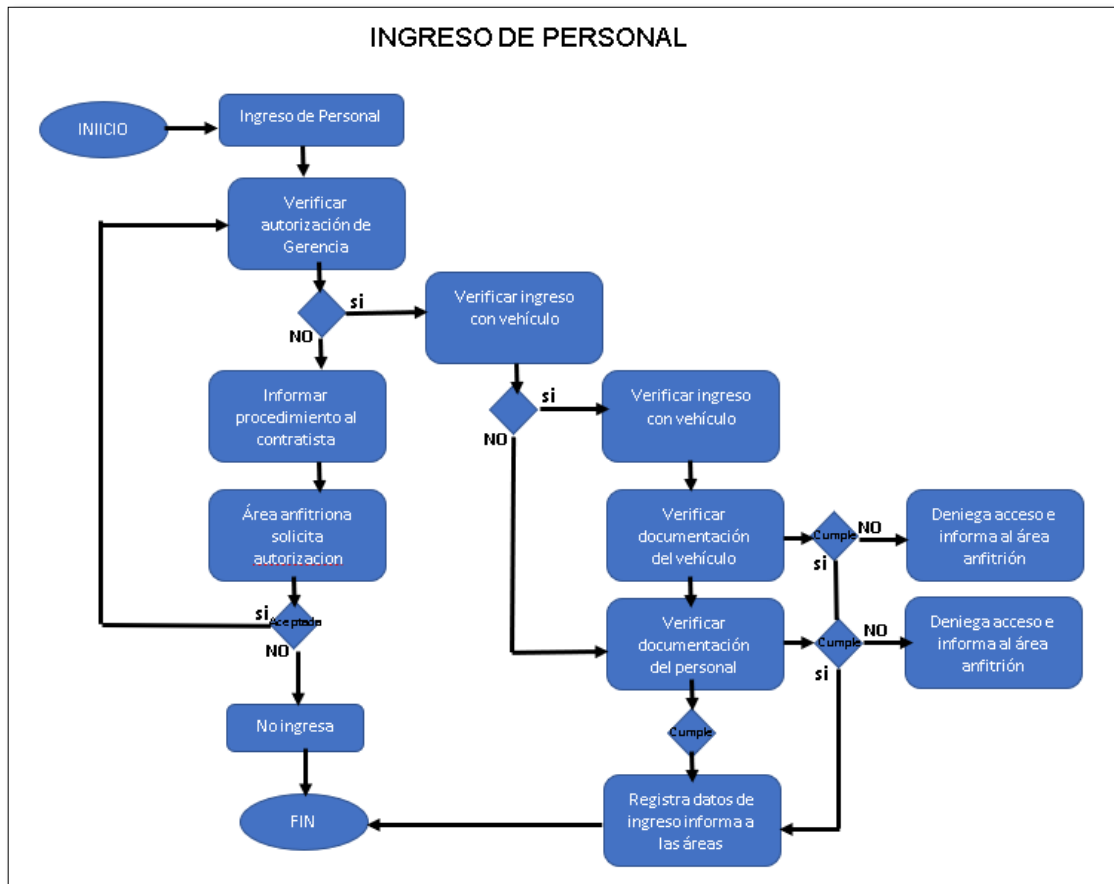 INGRESO DE PERSONAL
INIICIO
Ingreso de Personal
Verificar
autorización de
Gerencia
si
NO
Verificar ingreso
con vehículo
Informar
procedimiento al
contratista
si
NO
Verificar ingreso
con vehículo
Área anfitriona
solicita
autorizacion
Verificar
documentación
del vehículo
Cumple
NO
si
Deniega acceso e
informa al área
anfitrión
si
Aceptada
NO
Verificar
documentación
del personal
Cumple
NO
si
Deniega acceso e
informa al área
anfitrión
No ingresa
Cumple
FIN
Registra datos de
ingreso informa a
las áreas